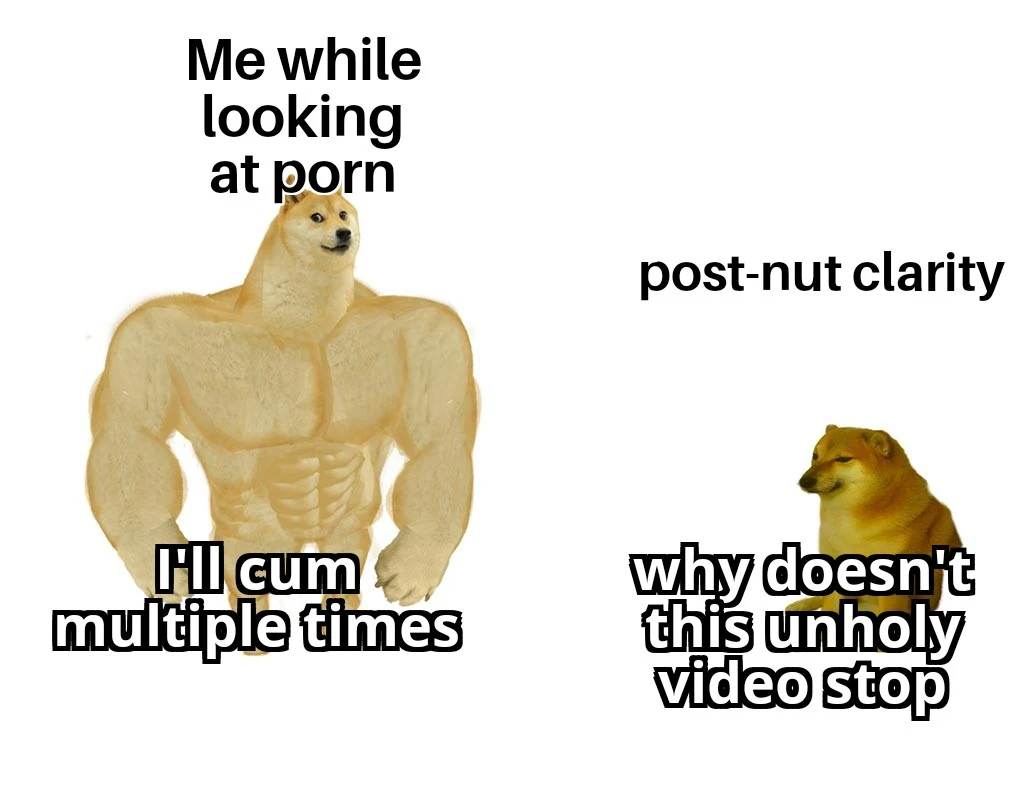 Me while
looking
at porn
I'll cum
multiple times
post-nut clarity
why doesn't
this unholy
video stop